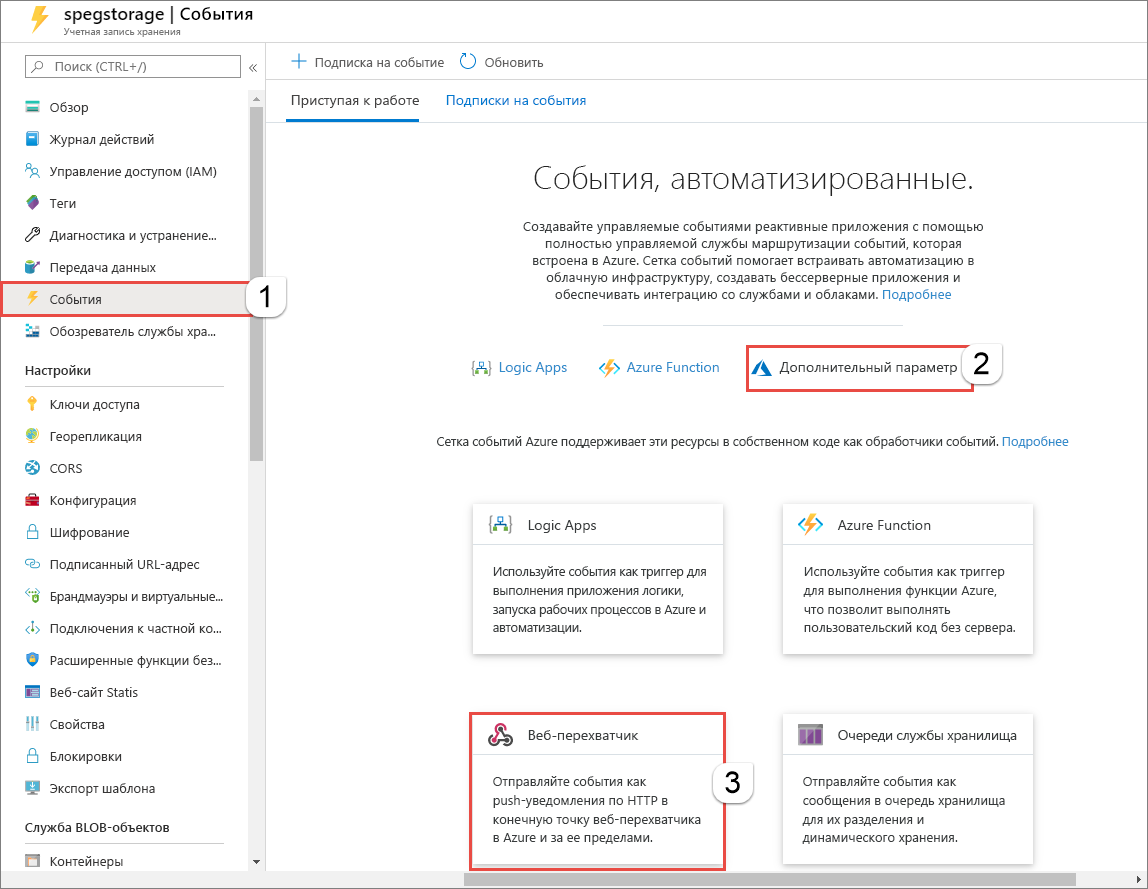 spegstorage | События
Учетная запись хранения
Поиск (CTRL+/)
«
Обзор
Журнал действий
Управление доступом (IAM)
Теги
Диагностика и устранение...
Передача данных
События
1
Обозреватель службы хра...
Настройки
Ключи доступа
Георепликация
CORS
Конфигурация
Шифрование
Подписанный URL-адрес
Брандмауэры и виртуальные...
Подключения к частной ко...
Расширенные функции без...
Веб-сайт Statis
Свойства
Блокировки
Экспорт шаблона
Служба BLOB-объектов
Контейнеры
Подписка на событие
Обновить
Приступая к работе
Подписки на события
События, автоматизированные.
Создавайте управляемые событиями реактивные приложения с помощью
полностью управляемой службы маршрутизации событий, которая
встроена в Azure. Сетка событий помогает встраивать автоматизацию в
облачную инфраструктуру, создавать бессерверные приложения и
обеспечивать интеграцию со службами и облаками. Подробнее
Logic Apps
Azure Function
Дополнительный параметр
2
Сетка событий Azure поддерживает эти ресурсы в собственном коде как обработчики событий. Подробнее
Logic Apps
Используйте события как триггер для
выполнения приложения логики,
запуска рабочих процессов в Azure и
автоматизации.
Azure Function
Используйте события как триггер
для выполнения функции Azure,
что позволит выполнять
пользовательский код без сервера.
Веб-перехватчик
Отправляйте события как
push-уведомления по HTTP в
конечную точку веб-перехватчика
в Azure и за ее пределами.
3
Очереди службы хранилища
Отправляйте события как
сообщения в очередь хранилища
для их разделения и
динамического хранения.